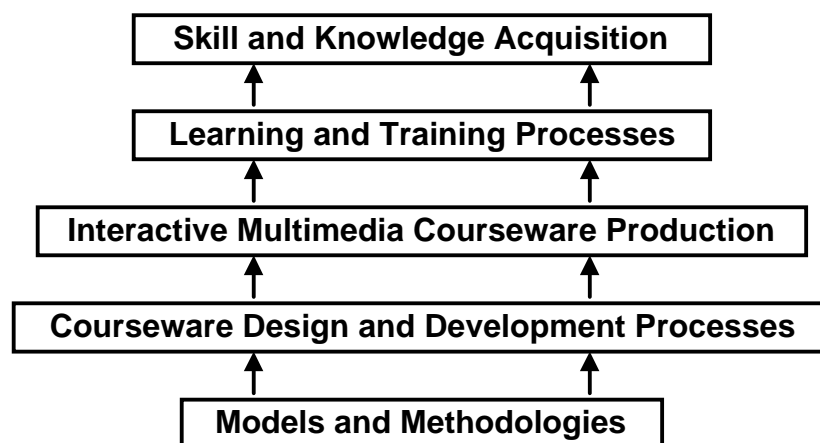 Skill and Knowledge Acquisition
Learning and Training Processes
Interactive Multimedia Courseware Production
Courseware Design and Development Processes
Models and Methodologies